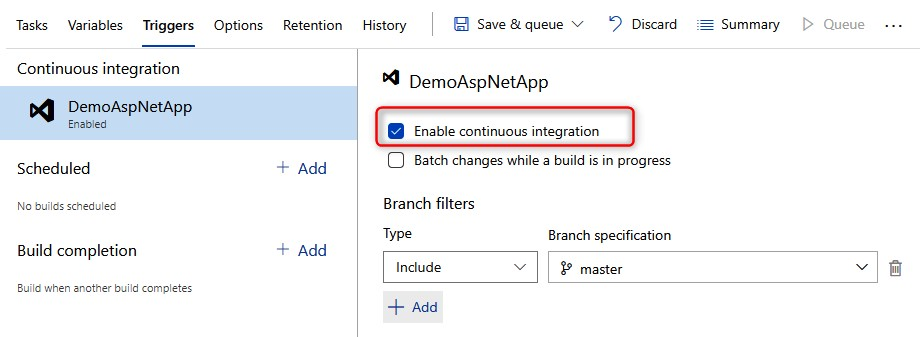 Tasks Variables Triggers Options Retention History Save & queue Discard Summary Queue ...
Continuous integration
DemoAspNetApp
Enabled
Scheduled + Add
No builds scheduled
Build completion + Add
Build when another build completes
DemoAspNetApp
Enable continuous integration
Batch changes while a build is in progress
Branch filters
Type Branch specification
Include master
+ Add